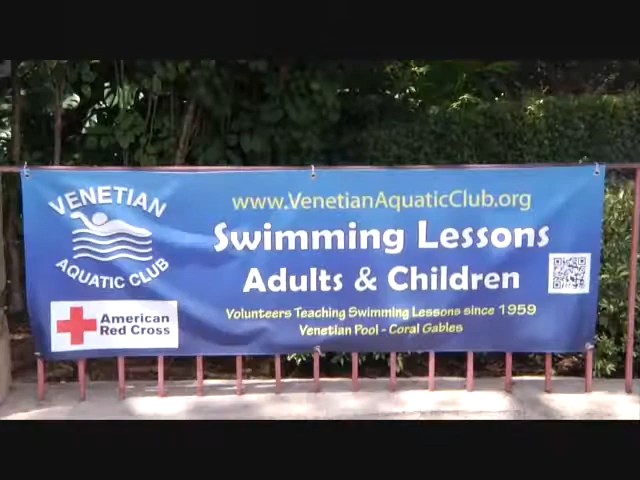 VENETIAN
AQUATIC CLUB
American
Red Cross
www.VenetianAquaticClub.org
Swimming Lessons
Adults & Children
Volunteers Teaching Swimming Lessons since 1959
Venetian Pool - Coral Gables